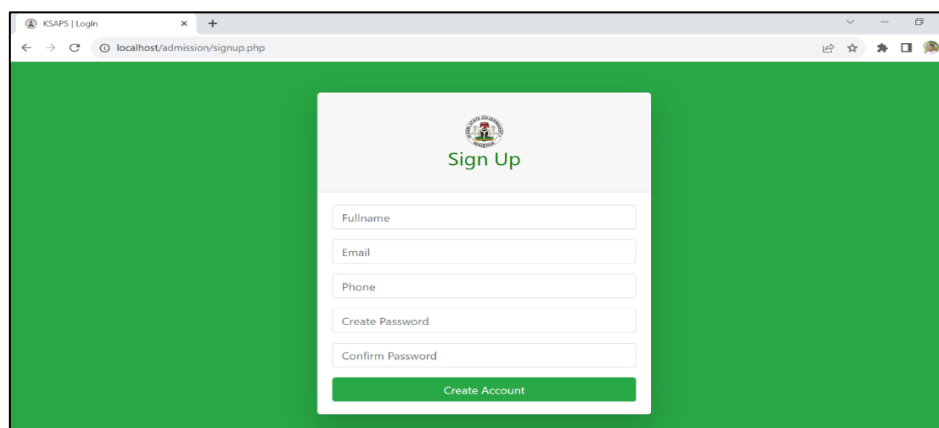 KSAPS | Login
localhost/admission/signup.php
Sign Up
Fullname
Email
Phone
Create Password
Confirm Password
Create Account